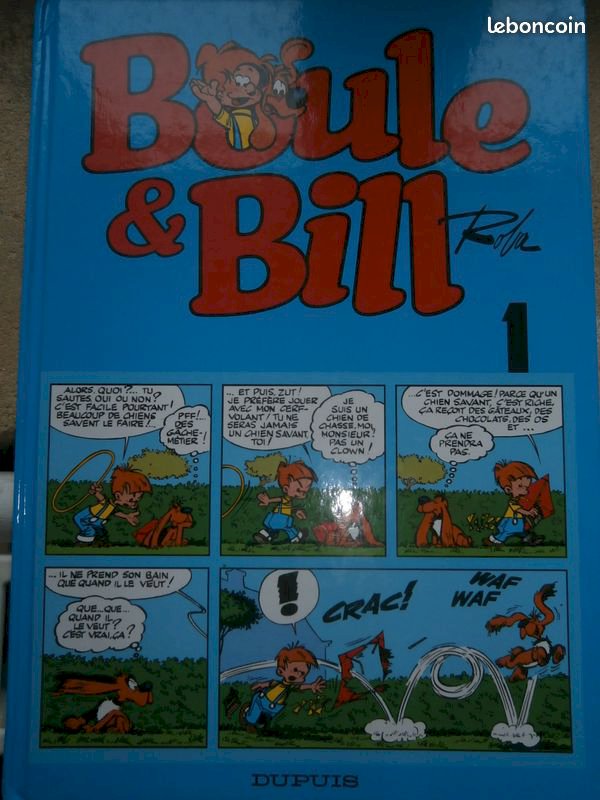 leboncoin
Boule
& Bill
Roba
1
ALORS, QUOI?... TU
SAUTES, OUI OU NON?
C'EST FACILE POURTANT!
BEAUCOUP DE CHIENS
SAVENT LE FAIRE!...
PFF!
DES
GÂCHE-
MÉTIER!
... ET PUIS, ZUT!
JE PRÉFÈRE JOUER
AVEC MON CERF-
VOLANT! TU NE
SERAS JAMAIS
UN CHIEN SAVANT,
TOI!
JE
SUIS UN
CHIEN DE
CHASSE, MOI,
MONSIEUR!
PAS UN
CLOWN!
...C'EST DOMMAGE! PARCE QU'UN
CHIEN SAVANT, C'EST RICHE,
ÇA REÇOIT DES GÂTEAUX, DES
CHOCOLATS, DES OS
ET ...
ÇA NE
PRENDRA
PAS.
... IL NE PREND SON BAIN
QUE QUAND IL LE VEUT!
QUE...QUE...
QUAND IL
LE VEUT?
C'EST VRAI, ÇA?
!
CRAC!
WAF
WAF
DUPUIS